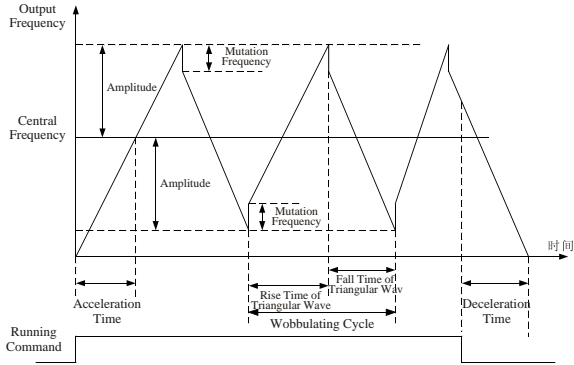 Output
Frequency
Mutation
Frequency
Amplitude
Central
Frequency
Amplitude
Mutation
Frequency
时间
Acceleration
Time
Rise Time of
Triangular Wave
Fall Time of
Triangular Wav
Deceleration
Time
Wobbulating Cycle
Running
Command